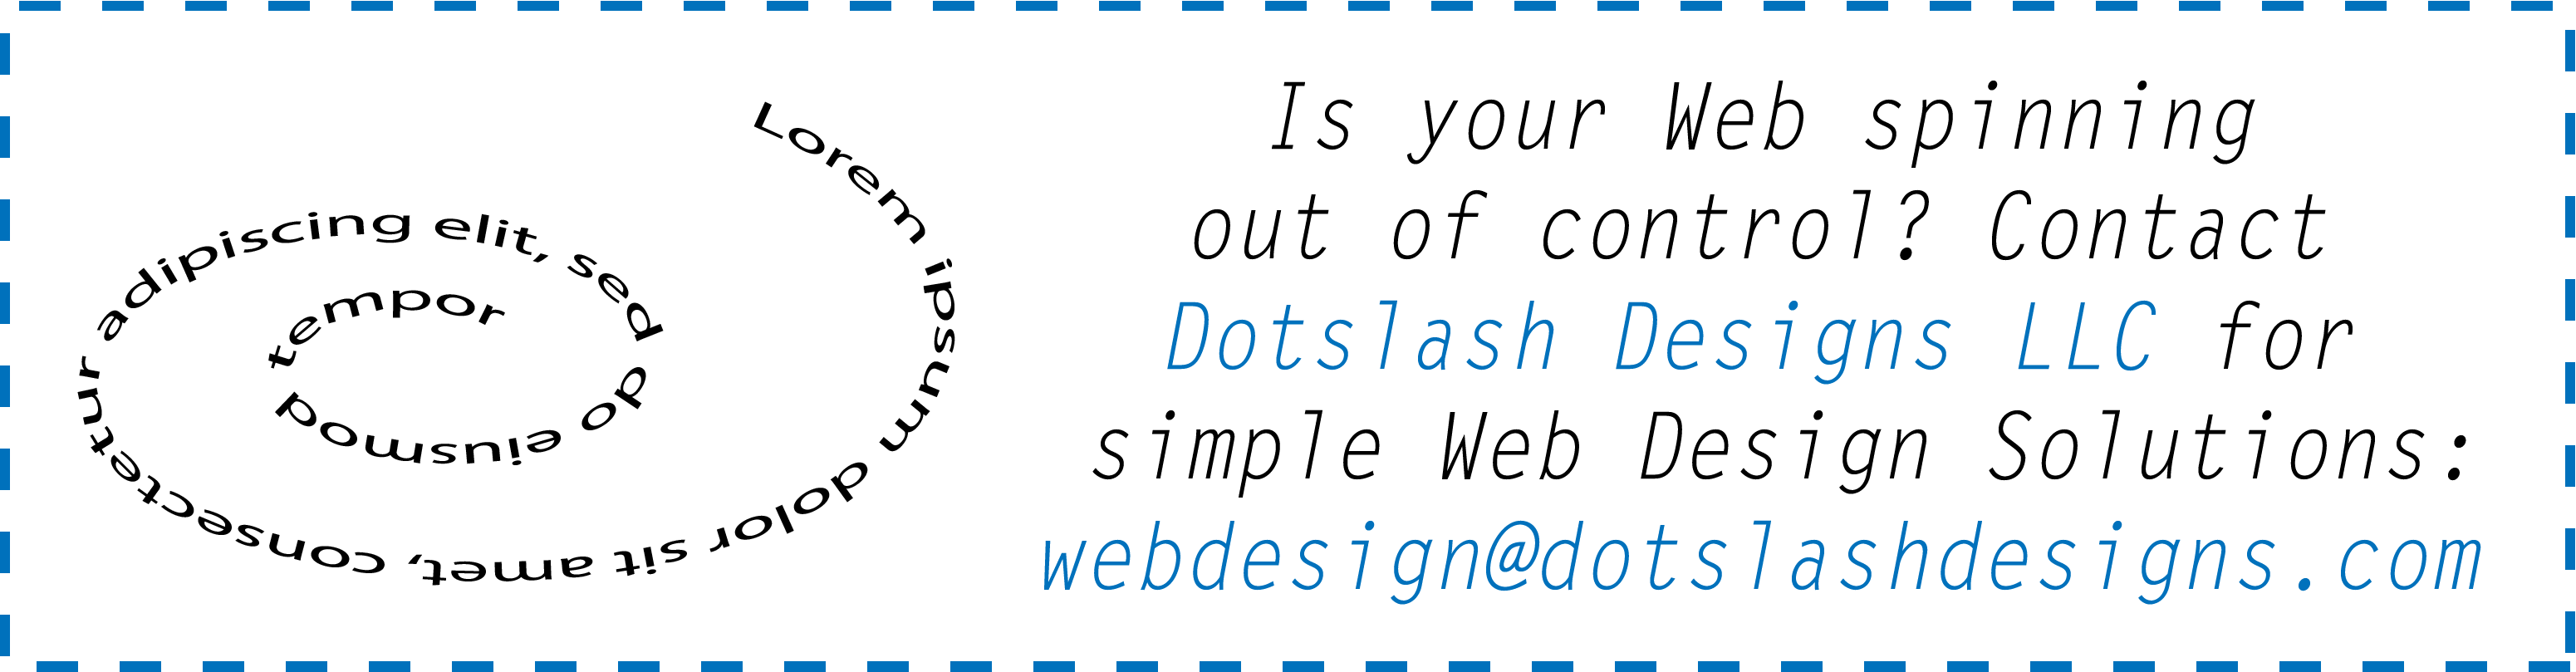 Lorem ipsum dolor sit amet, consectetur adipiscing elit, sed do eiusmod tempor
Is your Web spinning
out of control? Contact
Dotslash Designs LLC for
simple Web Design Solutions:
webdesign@dotslashdesigns.com